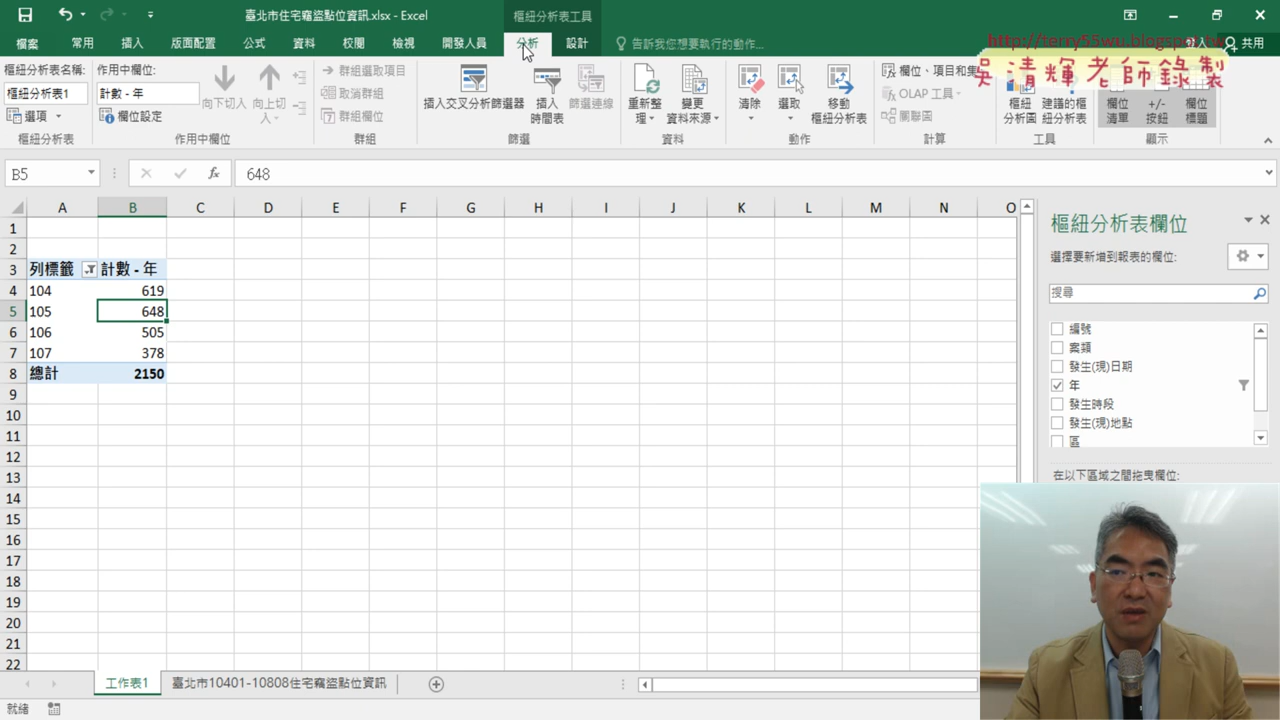 臺北市住宅竊盜點位資訊.xlsx - Excel
樞紐分析表工具
檔案 常用 插入 版面配置 公式 資料 校閱 檢視 開發人員 分析 設計 告訴我您想要執行的動作... 登入 共用
http://terry55wu.blogspot.tw
吳清輝老師錄製
樞紐分析表名稱: 作用中欄位:
樞紐分析表1 計數 - 年
選項 欄位設定
向下切入 向上切入
群組選取項目
取消群組
群組欄位
插入交叉分析篩選器 插入時間表 篩選連線
重新整理 變更資料來源
清除 選取 移動樞紐分析表
欄位、項目和集
OLAP 工具
關聯圖
樞紐分析圖 建議的樞紐分析表
欄位清單 +/- 按鈕 欄位標題
樞紐分析表 作用中欄位 群組 篩選 資料 動作 計算 工具 顯示
B5 fx 648
A B C D E F G H I J K L M N O
1
2
3 列標籤 計數 - 年
4 104 619
5 105 648
6 106 505
7 107 378
8 總計 2150
9
10
11
12
13
14
15
16
17
18
19
20
21
22
樞紐分析表欄位
選擇要新增到報表的欄位:
搜尋
編號
案類
發生(現)日期
年
發生時段
發生(現)地點
區
在以下區域之間拖曳欄位:
工作表1 臺北市10401-10808住宅竊盜點位資訊
就緒